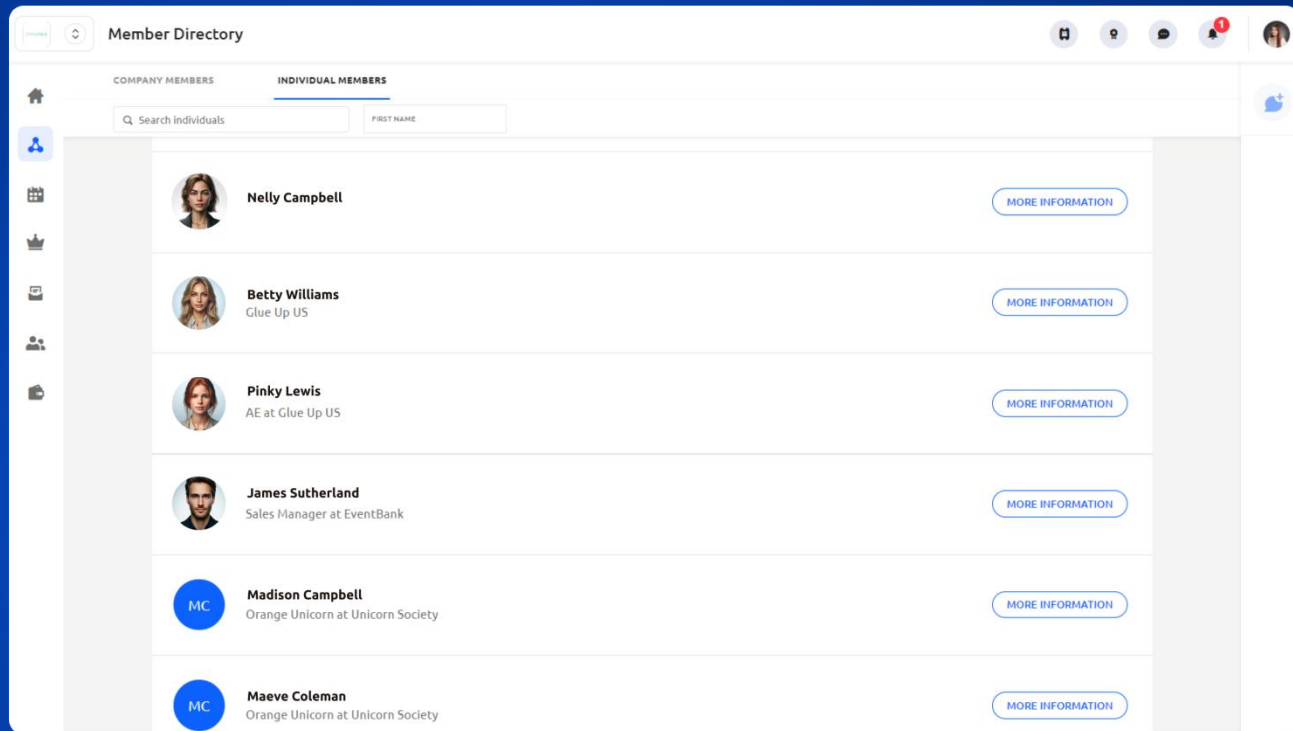 Member Directory
1
COMPANY MEMBERS INDIVIDUAL MEMBERS
Search individuals FIRST NAME
Nelly Campbell
MORE INFORMATION
Betty Williams
Glue Up US
MORE INFORMATION
Pinky Lewis
AE at Glue Up US
MORE INFORMATION
James Sutherland
Sales Manager at EventBank
MORE INFORMATION
MC
Madison Campbell
Orange Unicorn at Unicorn Society
MORE INFORMATION
MC
Maeve Coleman
Orange Unicorn at Unicorn Society
MORE INFORMATION